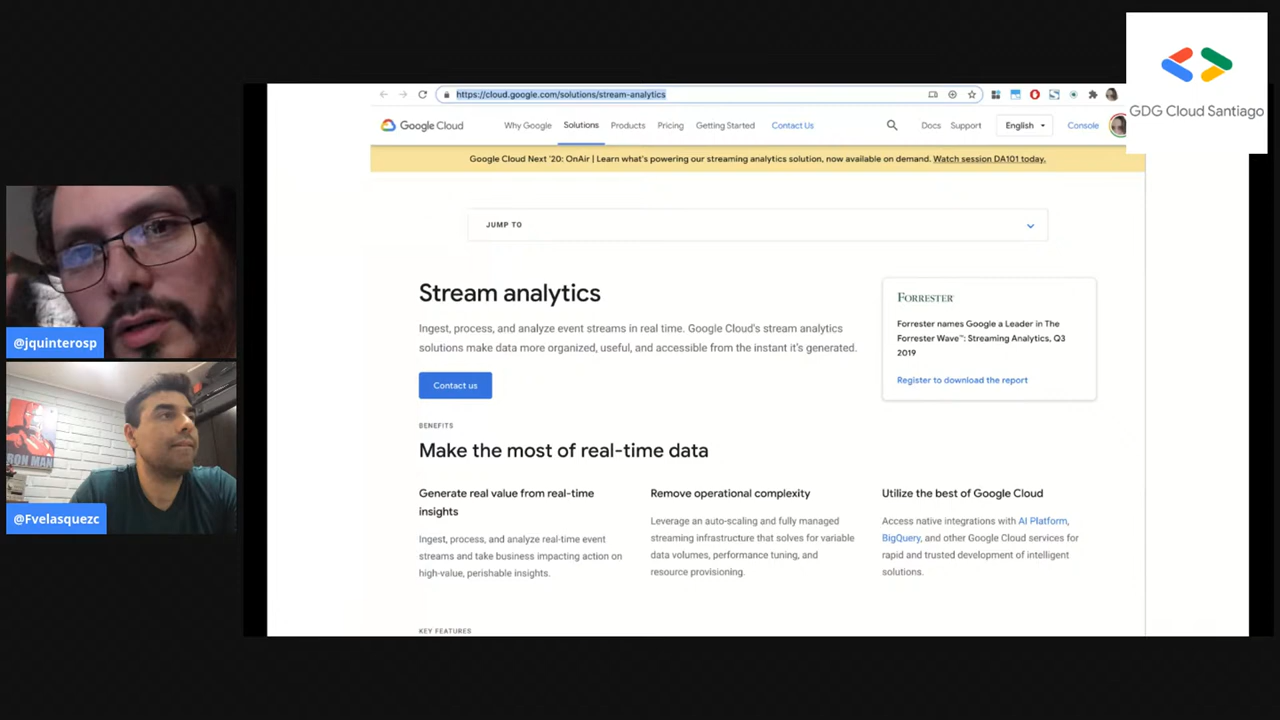 GDG Cloud Santiago
https://cloud.google.com/solutions/stream-analytics
Google Cloud
Why Google
Solutions
Products
Pricing
Getting Started
Contact Us
Docs
Support
English
Console
Google Cloud Next '20: OnAir | Learn what's powering our streaming analytics solution, now available on demand. Watch session DA101 today.
JUMP TO
Stream analytics
Ingest, process, and analyze event streams in real time. Google Cloud's stream analytics
solutions make data more organized, useful, and accessible from the instant it's generated.
Contact us
FORRESTER
Forrester names Google a Leader in The
Forrester Wave™: Streaming Analytics, Q3
2019
Register to download the report
BENEFITS
Make the most of real-time data
Generate real value from real-time
insights
Ingest, process, and analyze real-time event
streams and take business impacting action on
high-value, perishable insights.
Remove operational complexity
Leverage an auto-scaling and fully managed
streaming infrastructure that solves for variable
data volumes, performance tuning, and
resource provisioning.
Utilize the best of Google Cloud
Access native integrations with AI Platform,
BigQuery, and other Google Cloud services for
rapid and trusted development of intelligent
solutions.
KEY FEATURES
@jquinterosp
IRON MAN
@Fvelasquezc